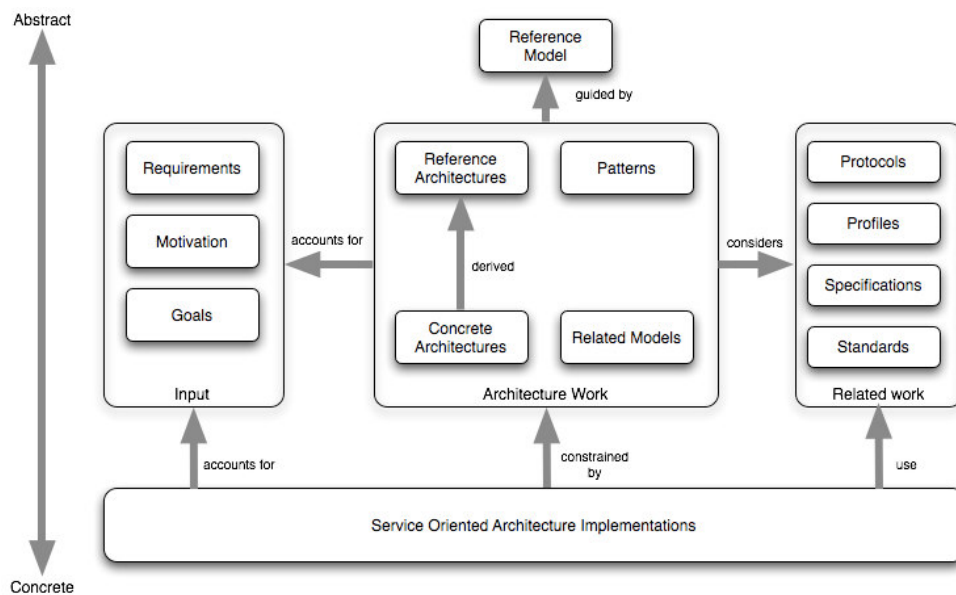 Abstract
Reference
Model
guided by
Requirements
Motivation
Goals
Input
accounts for
Reference
Architectures
Patterns
derived
Concrete
Architectures
Related Models
Architecture Work
considers
Protocols
Profiles
Specifications
Standards
Related work
accounts for
constrained
by
use
Service Oriented Architecture Implementations
Concrete